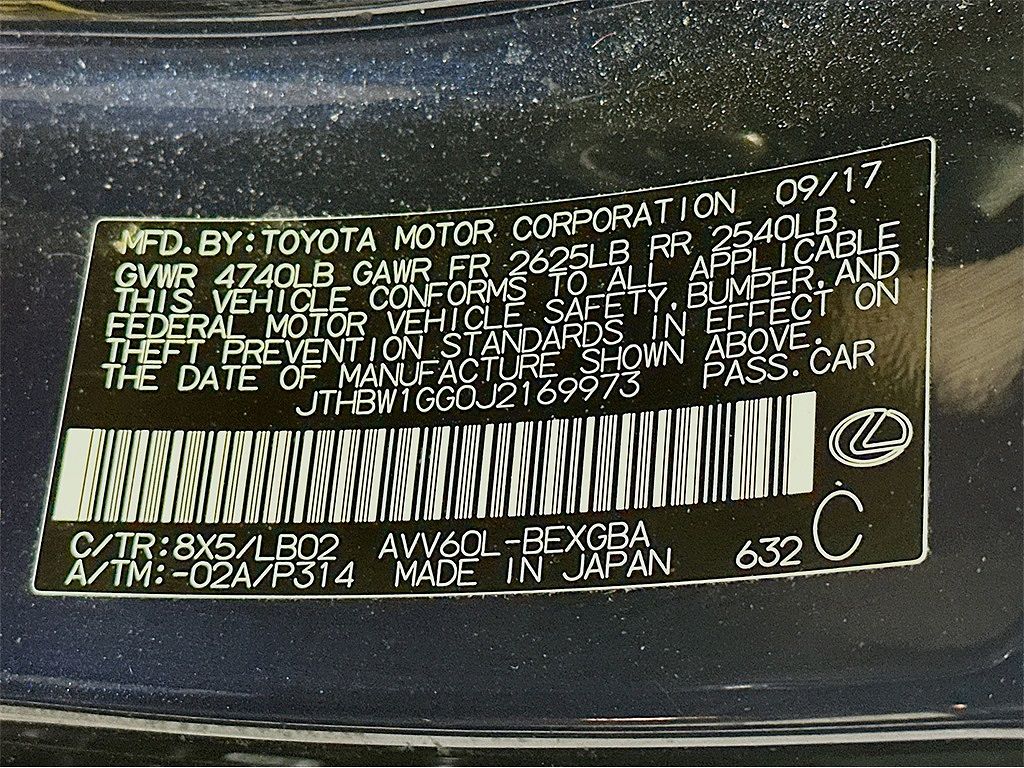 MFD. BY: TOYOTA MOTOR CORPORATION 09/17
GVWR 4740LB GAWR FR 2625LB RR 2540LB
THIS VEHICLE CONFORMS TO ALL APPLICABLE
FEDERAL MOTOR VEHICLE SAFETY, BUMPER, AND
THEFT PREVENTION STANDARDS IN EFFECT ON
THE DATE OF MANUFACTURE SHOWN ABOVE.
JTHBW1GG0J2169973 PASS. CAR
C/TR: 8X5/LB02 AVV60L-BEXGBA
A/TM: -02A/P314 MADE IN JAPAN 632 C